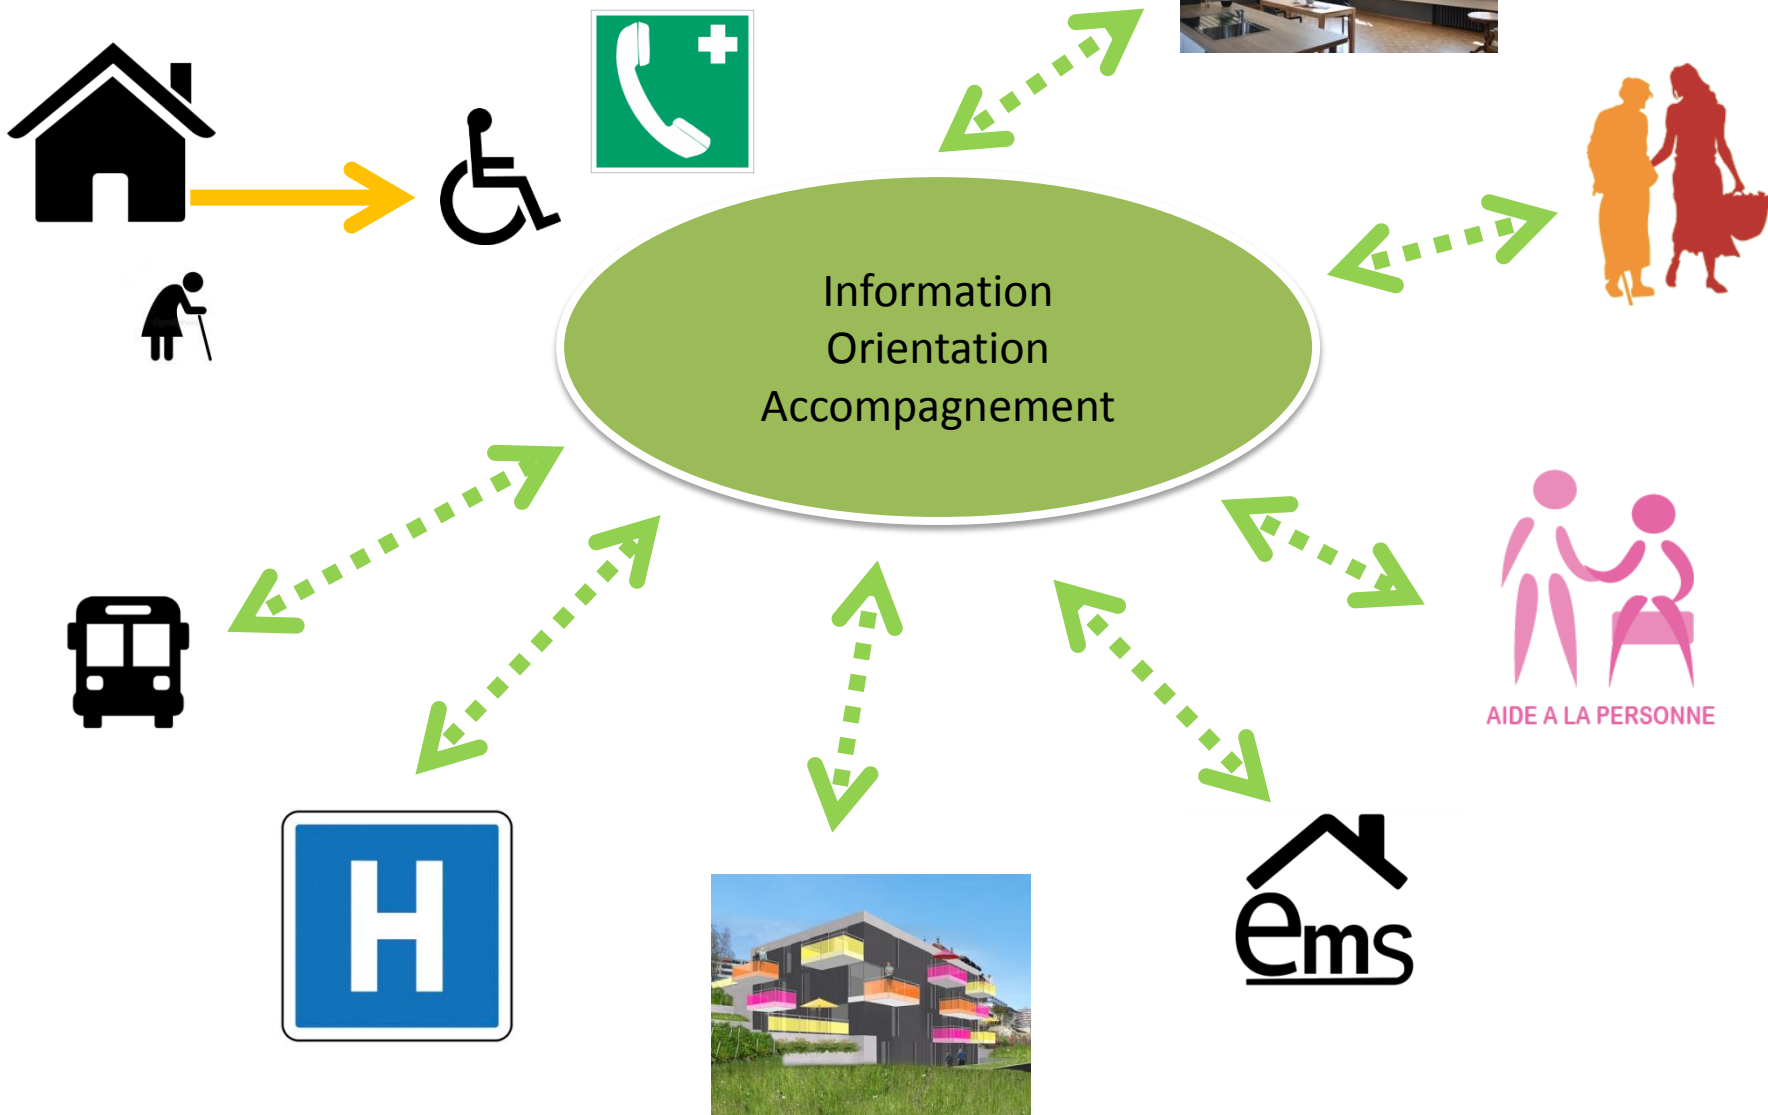 Information
Orientation
Accompagnement
AIDE A LA PERSONNE
H
ems